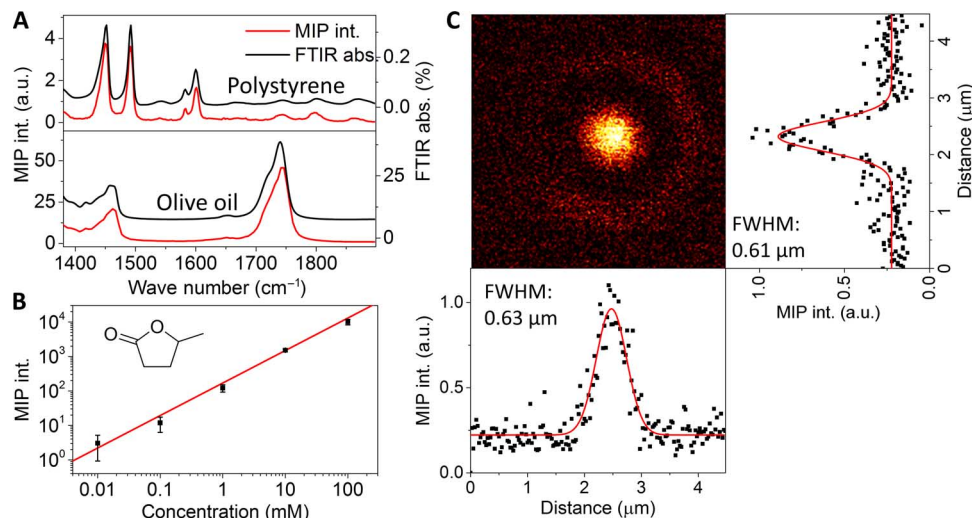 A
MIP int.
FTIR abs.
Polystyrene
Olive oil
4
2
0
50
25
0
MIP int. (a.u.)
0.2
0.0
25
0
FTIR abs. (%)
1400 1500 1600 1700 1800
Wave number (cm⁻¹)
B
O
O
10⁴
10³
10²
10¹
10⁰
MIP int.
0.01 0.1 1 10 100
Concentration (mM)
C
FWHM:
0.61 μm
4
3
2
1
0
Distance (μm)
1.0 0.5 0.0
MIP int. (a.u.)
FWHM:
0.63 μm
1.0
0.5
0.0
MIP int. (a.u.)
0 1 2 3 4
Distance (μm)